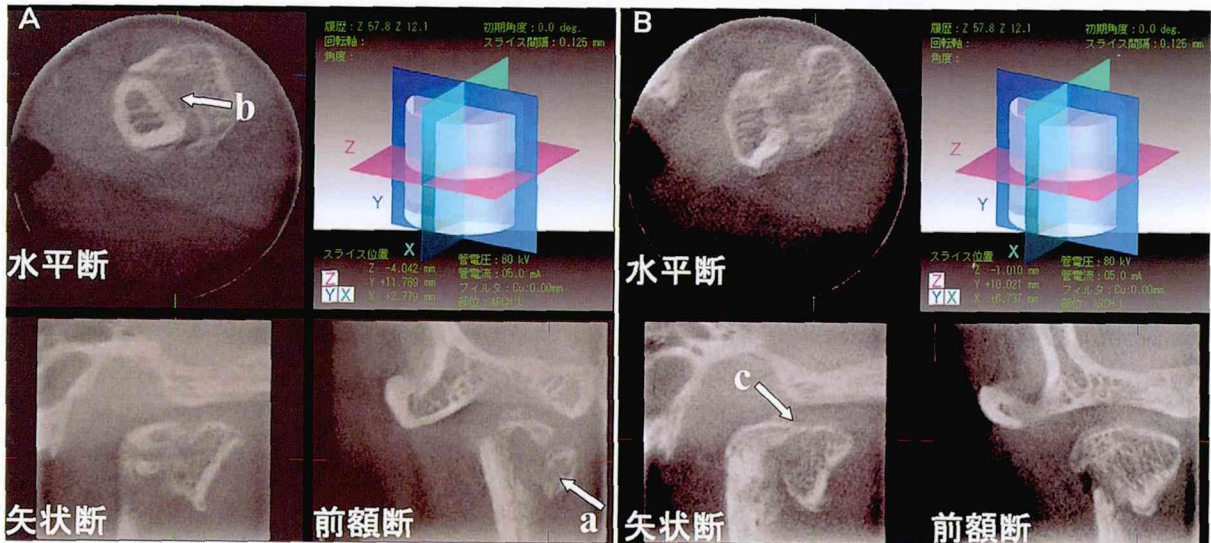 A
履歴:Z 57.8 Z 12.1
初期角度:0.0 deg.
回転軸:
スライス間隔:0.125 mm
角度:
Z
Y
X
スライス位置
Z -4.042 mm
Y +11.789 mm
X +2.779 mm
Z
Y X
管電圧:80 kV
管電流:05.0 mA
フィルタ:Cu:0.00mm
部位:ARCH:L
b
水平断
矢状断
前額断
a
B
履歴:Z 57.8 Z 12.1
初期角度:0.0 deg.
回転軸:
スライス間隔:0.125 mm
角度:
Z
Y
X
スライス位置
Z -1.010 mm
Y +10.021 mm
X +6.737 mm
Z
Y X
管電圧:80 kV
管電流:05.0 mA
フィルタ:Cu:0.00mm
部位:ARCH:L
水平断
c
矢状断
前額断